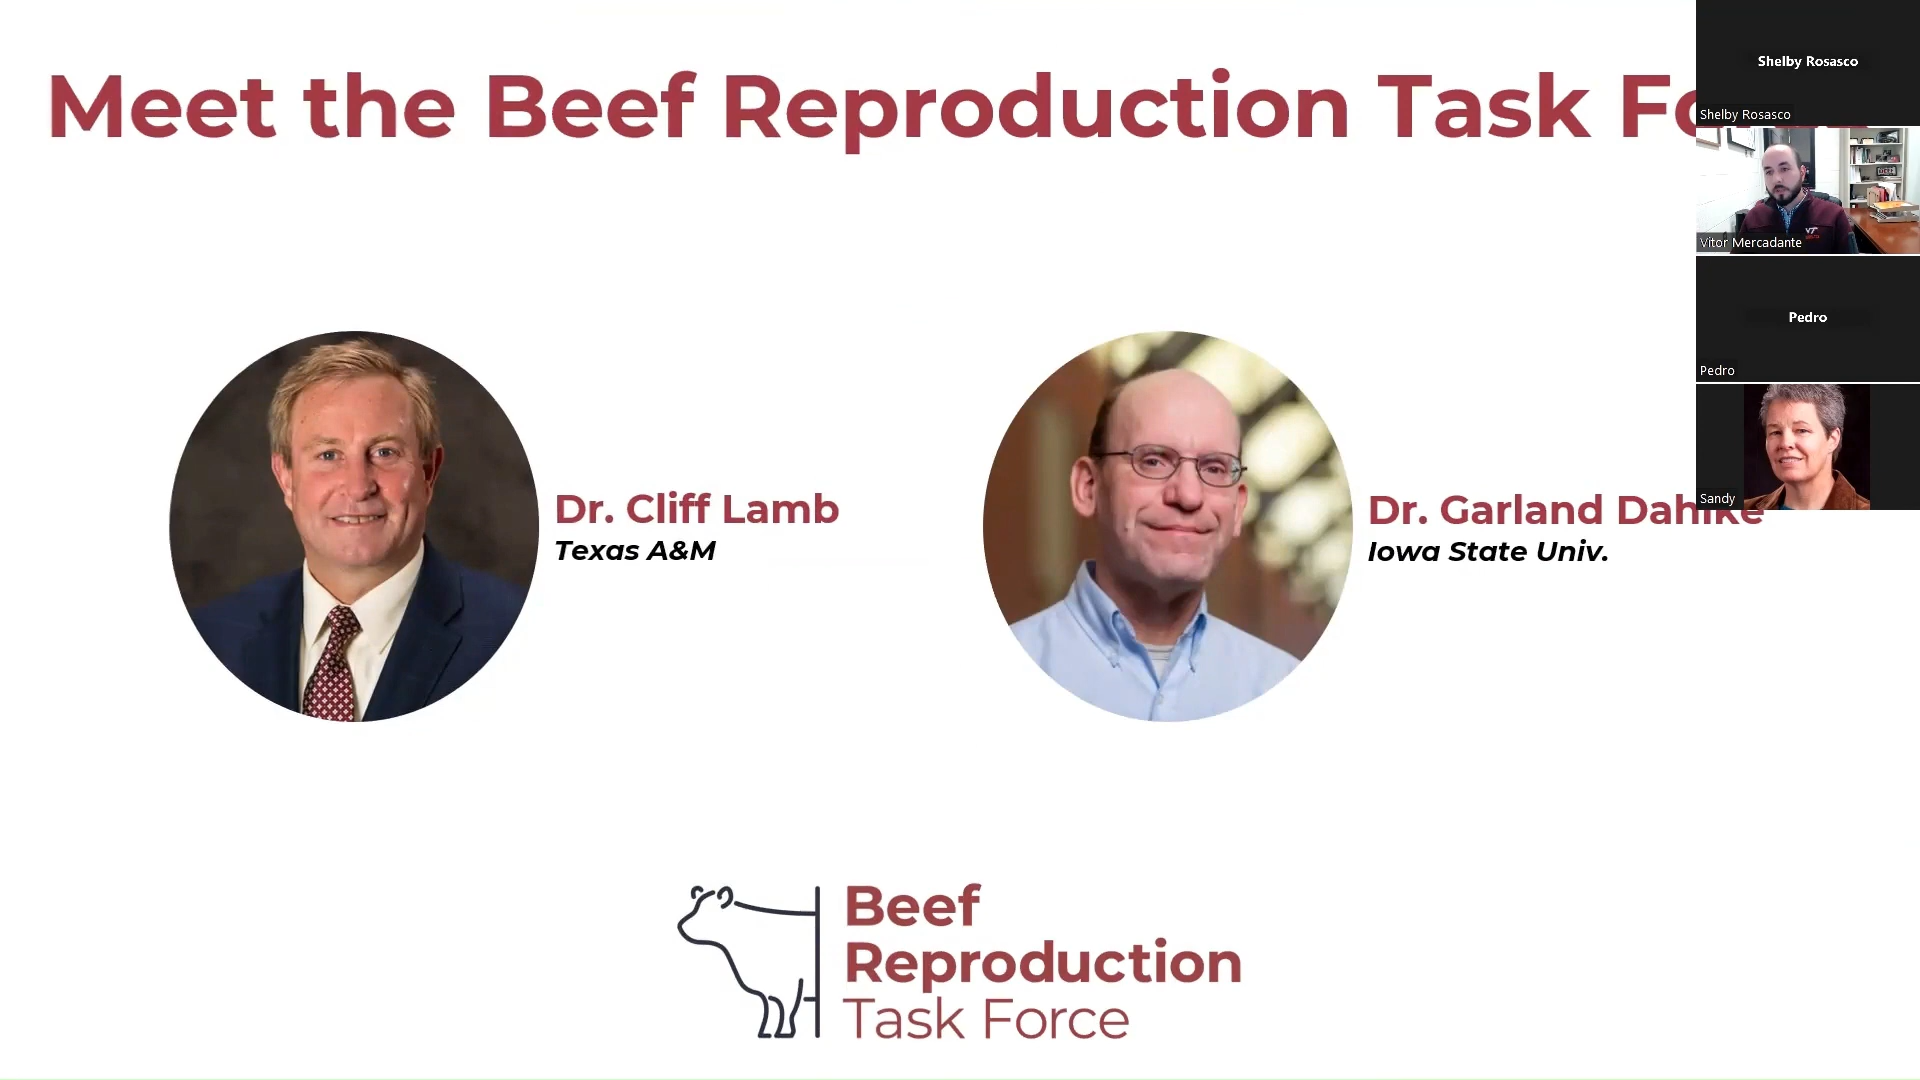 Meet the Beef Reproduction Task
Shelby Rosasco
Shelby Rosasco
Vitor Mercadante
Pedro
Pedro
Sandy
Dr. Cliff Lamb
Texas A&M
Dr. Garland Dahlke
Iowa State Univ.
VT
Beef
Reproduction
Task Force